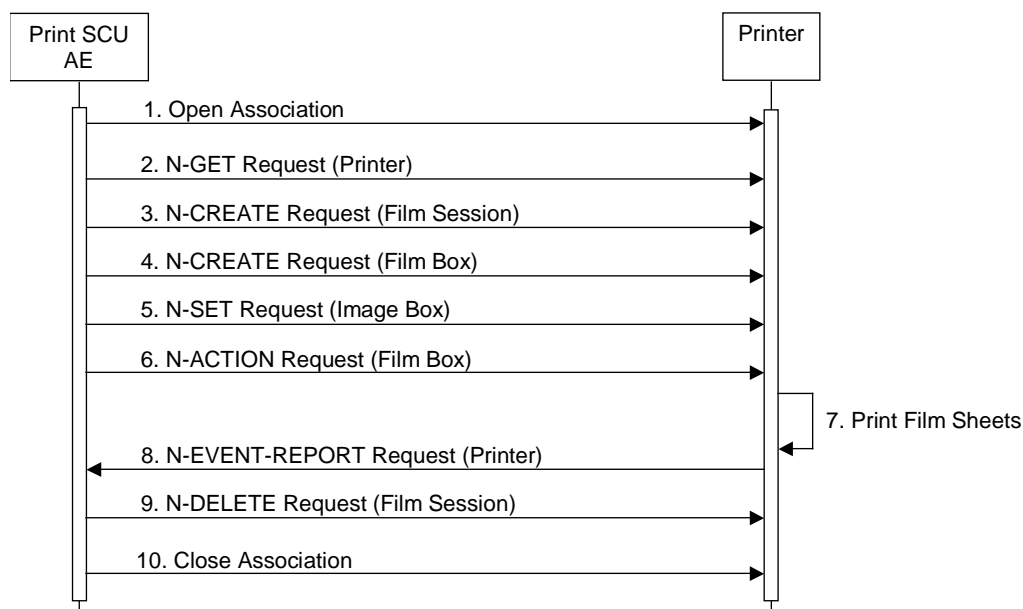 Print SCU
AE
Printer
1. Open Association
2. N-GET Request (Printer)
3. N-CREATE Request (Film Session)
4. N-CREATE Request (Film Box)
5. N-SET Request (Image Box)
6. N-ACTION Request (Film Box)
7. Print Film Sheets
8. N-EVENT-REPORT Request (Printer)
9. N-DELETE Request (Film Session)
10. Close Association